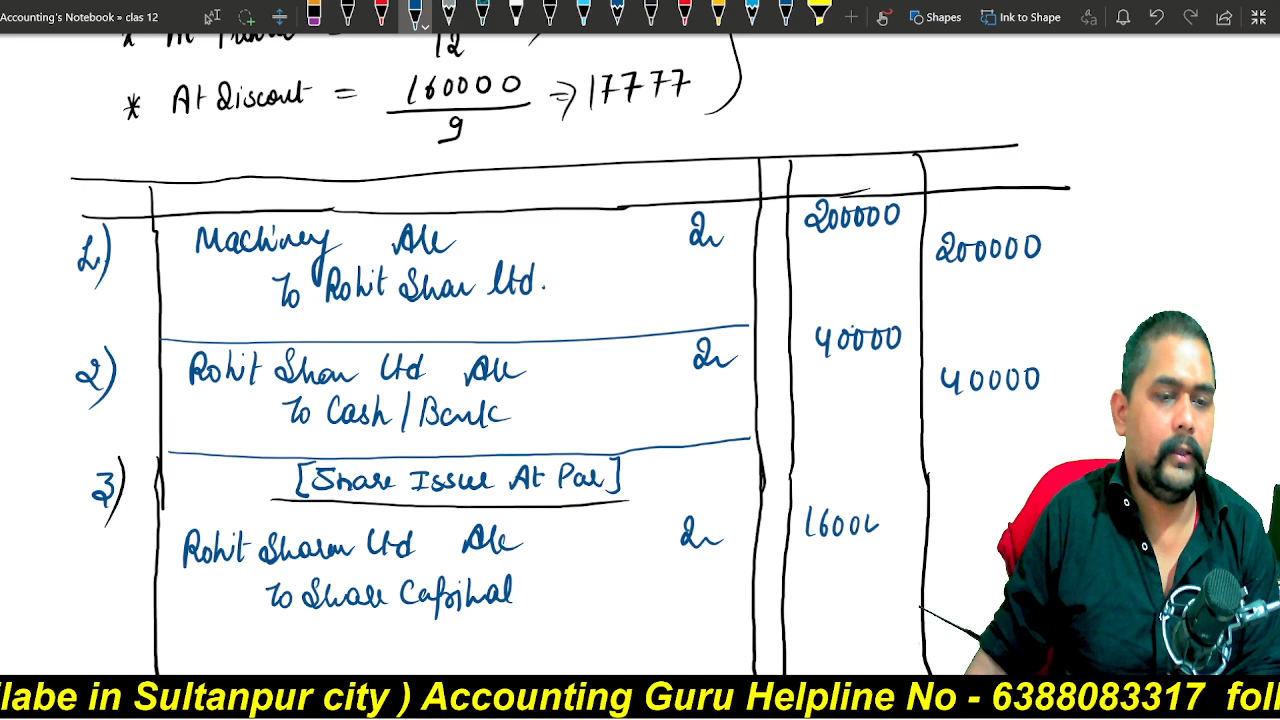 Accounting's Notebook » clas 12
Shapes
Ink to Shape
12
* At Discout = 160000 / 9 => 17777
1) Machinery A/c Dr 200000
To Rohit Shar Ltd. 200000
2) Rohit Shar Ltd A/c Dr 40000
To Cash/Bank 40000
3) [Share Issue At Par]
Rohit Sharm Ltd A/c Dr 1600
To Share Capital
llabe in Sultanpur city ) Accounting Guru Helpline No - 6388083317 foll